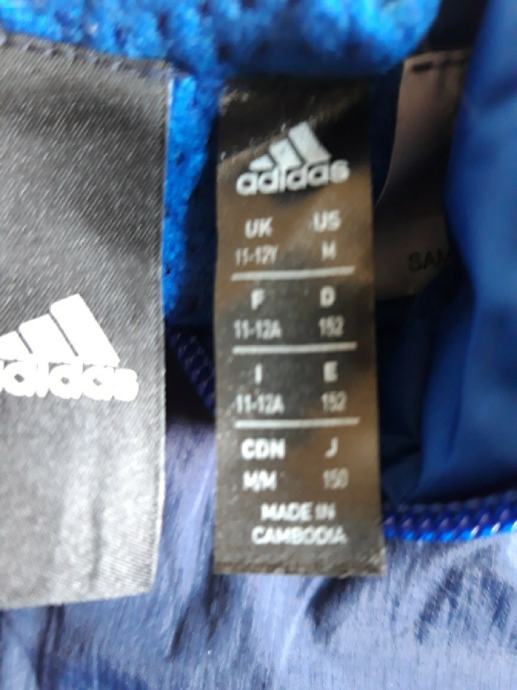 adidas
adidas
UK US
11-12Y M
F D
11-12A 152
I E
11-12A 152
CDN J
M/M 150
MADE IN
CAMBODIA